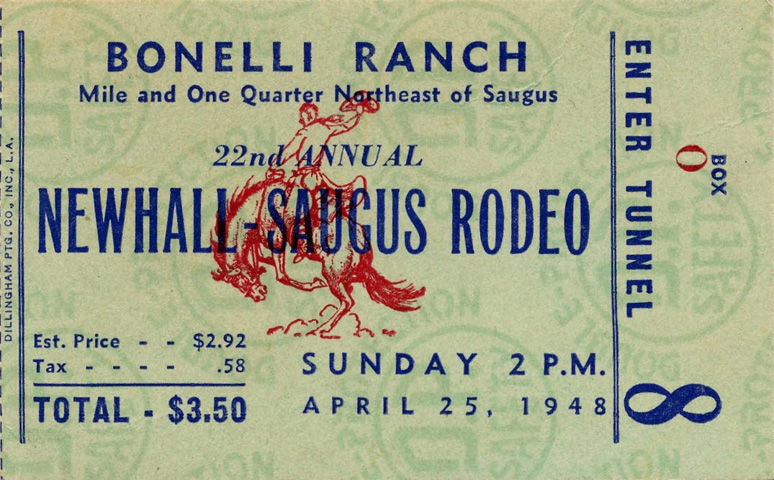 BONELLI RANCH
Mile and One Quarter Northeast of Saugus
22nd ANNUAL
NEWHALL-SAUGUS RODEO
Est. Price - - $2.92
Tax - - - - .58
TOTAL - $3.50
SUNDAY 2 P.M.
APRIL 25, 1948
ENTER TUNNEL
BOX
O
8
DILLINGHAM PTG. CO., INC., L.A.